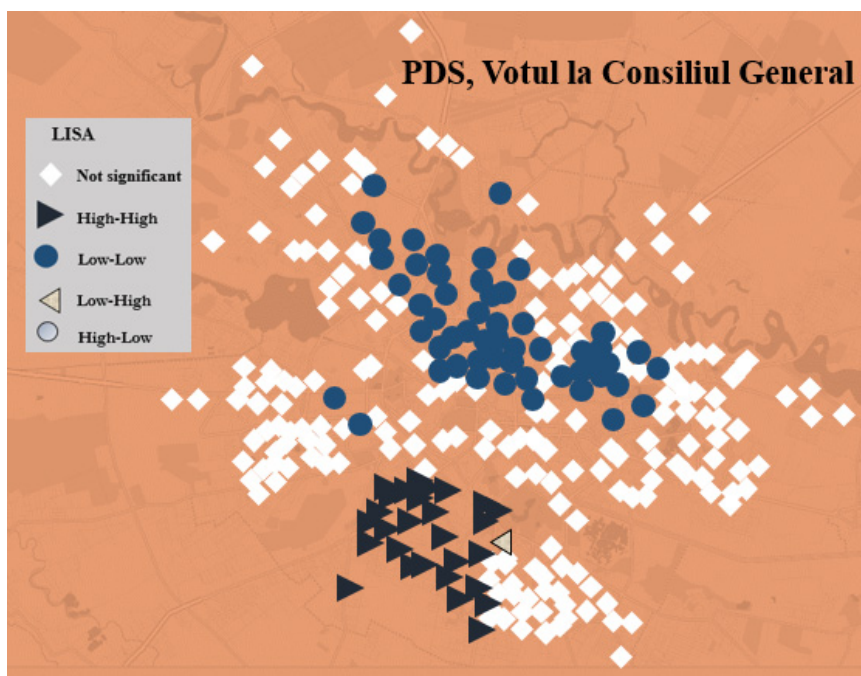 PDS, Votul la Consiliul General
LISA
Not significant
High-High
Low-Low
Low-High
High-Low